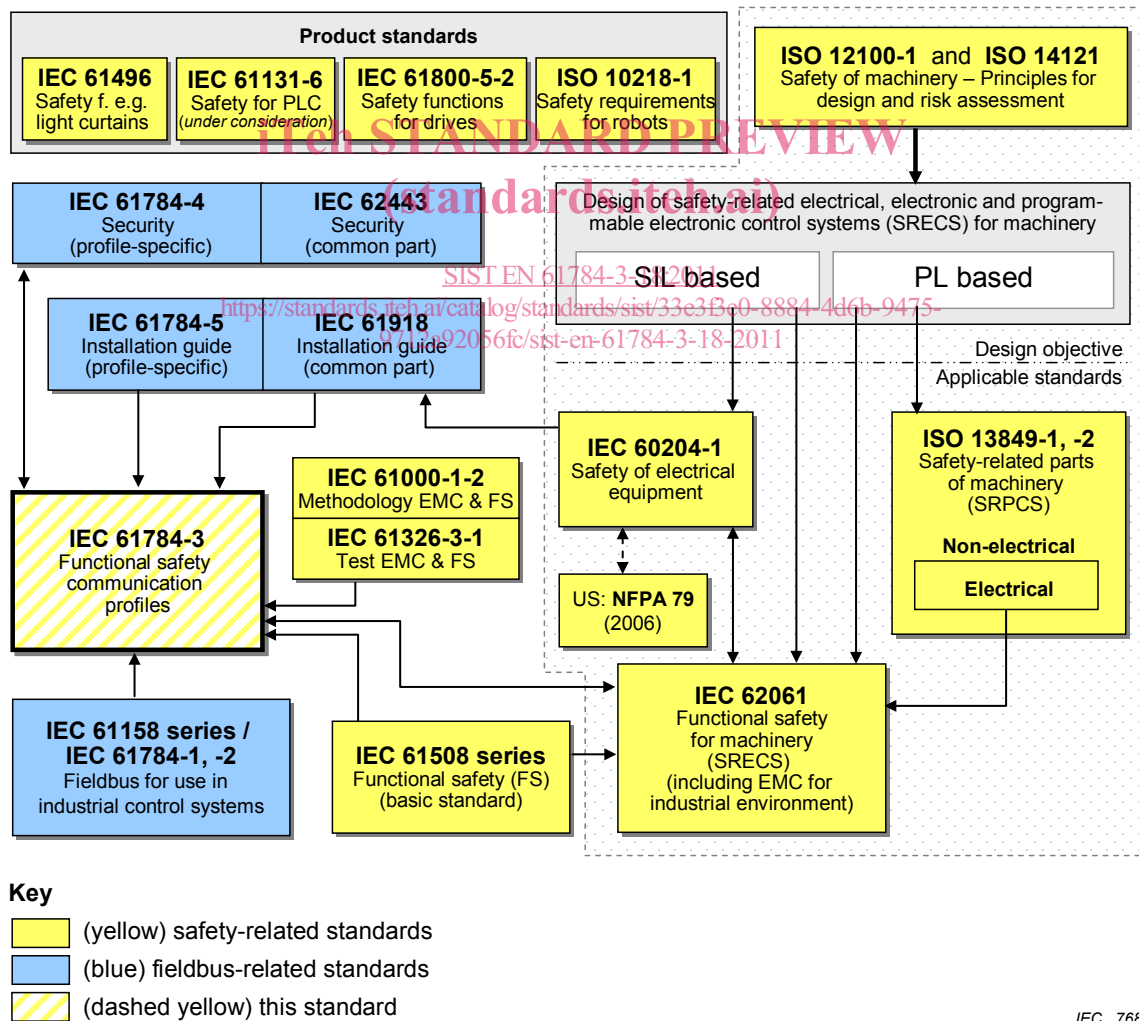 Product standards
IEC 61496
Safety f. e.g.
light curtains
IEC 61131-6
Safety for PLC
(under consideration)
IEC 61800-5-2
Safety functions
for drives
ISO 10218-1
Safety requirements
for robots
ISO 12100-1 and ISO 14121
Safety of machinery – Principles for
design and risk assessment
iTeh STANDARD PREVIEW
(standards.iteh.ai)
IEC 61784-4
Security
(profile-specific)
IEC 62443
Security
(common part)
Design of safety-related electrical, electronic and program-
mable electronic control systems (SRECS) for machinery
SIL based
PL based
SIST EN 61784-3-18:2011
https://standards.iteh.ai/catalog/standards/sist/33e3f3c0-8884-4d6b-9475-
9712a92056fc/sist-en-61784-3-18-2011
IEC 61784-5
Installation guide
(profile-specific)
IEC 61918
Installation guide
(common part)
Design objective
Applicable standards
IEC 60204-1
Safety of electrical
equipment
ISO 13849-1, -2
Safety-related parts
of machinery
(SRPCS)
Non-electrical
Electrical
IEC 61000-1-2
Methodology EMC & FS
IEC 61326-3-1
Test EMC & FS
IEC 61784-3
Functional safety
communication
profiles
US: NFPA 79
(2006)
IEC 62061
Functional safety
for machinery
(SRECS)
(including EMC for
industrial environment)
IEC 61158 series /
IEC 61784-1, -2
Fieldbus for use in
industrial control systems
IEC 61508 series
Functional safety (FS)
(basic standard)
Key
(yellow) safety-related standards
(blue) fieldbus-related standards
(dashed yellow) this standard
IEC 768